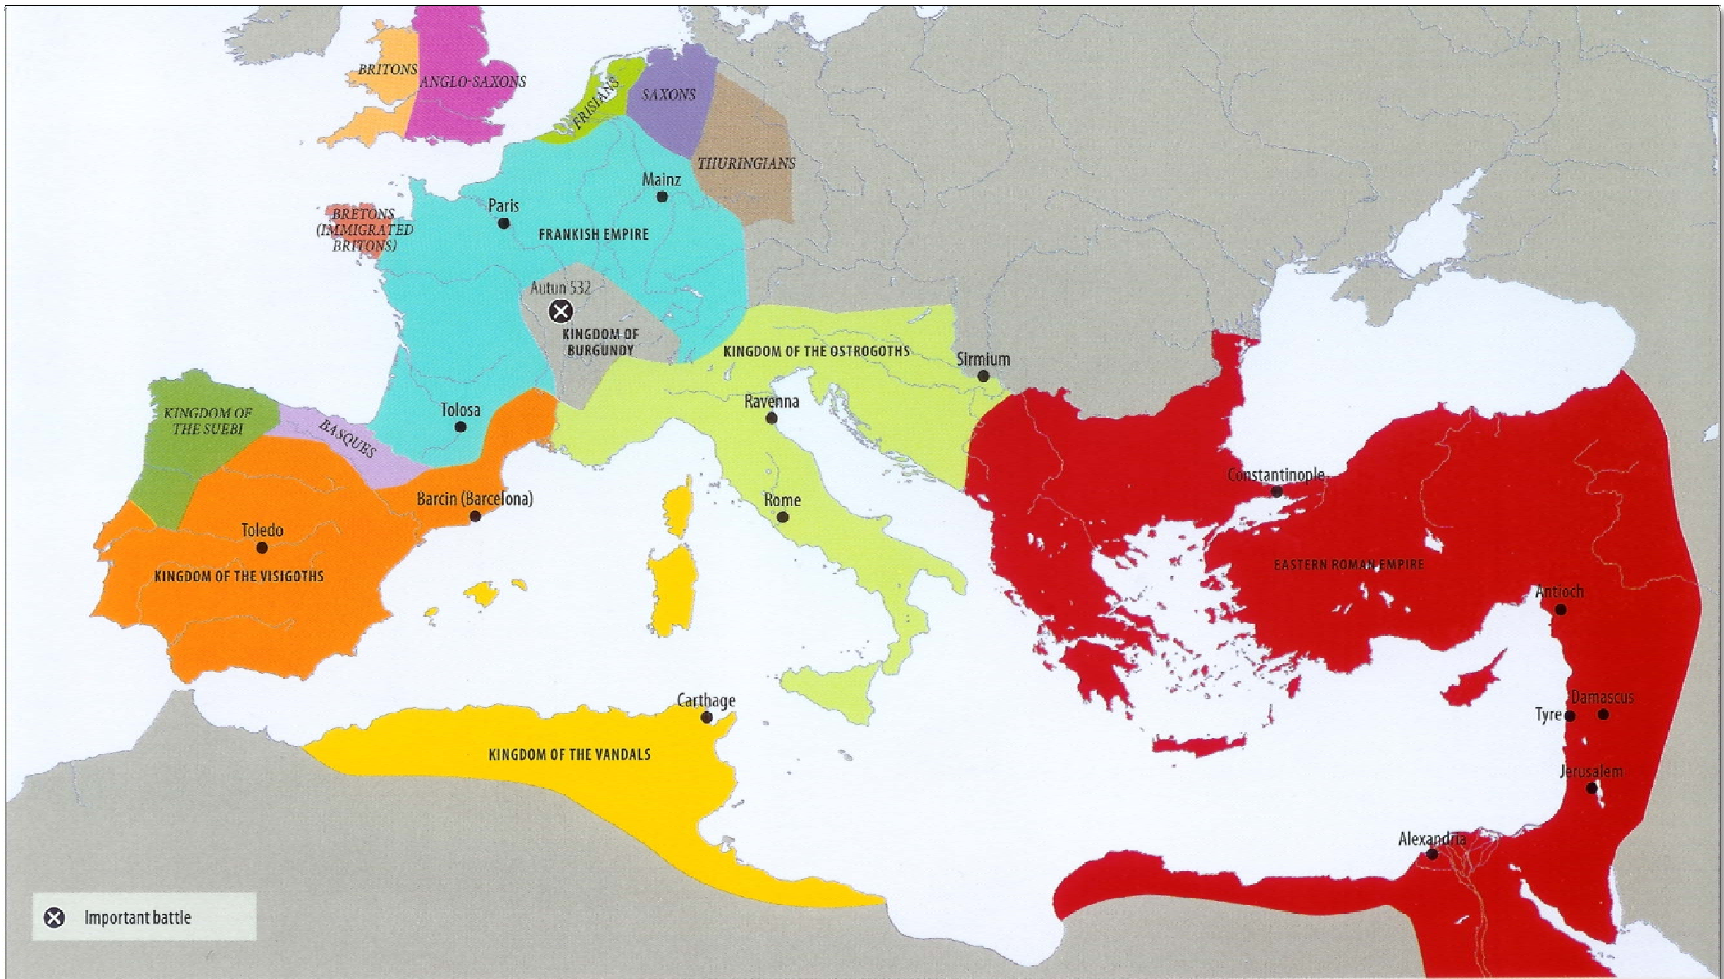 BRITONS
ANGLO-SAXONS
FRISIANS
SAXONS
THURINGIANS
Mainz
Paris
BRETONS
(IMMIGRATED
BRITONS)
FRANKISH EMPIRE
Autun 532
KINGDOM OF
BURGUNDY
KINGDOM OF THE OSTROGOTHS
Sirmium
Ravenna
Tolosa
KINGDOM OF
THE SUEBI
BASQUES
Barcin (Barcelona)
Rome
Constantinople
Toledo
KINGDOM OF THE VISIGOTHS
EASTERN ROMAN EMPIRE
Antioch
Carthage
Damascus
Tyre
KINGDOM OF THE VANDALS
Jerusalem
Alexandria
Important battle